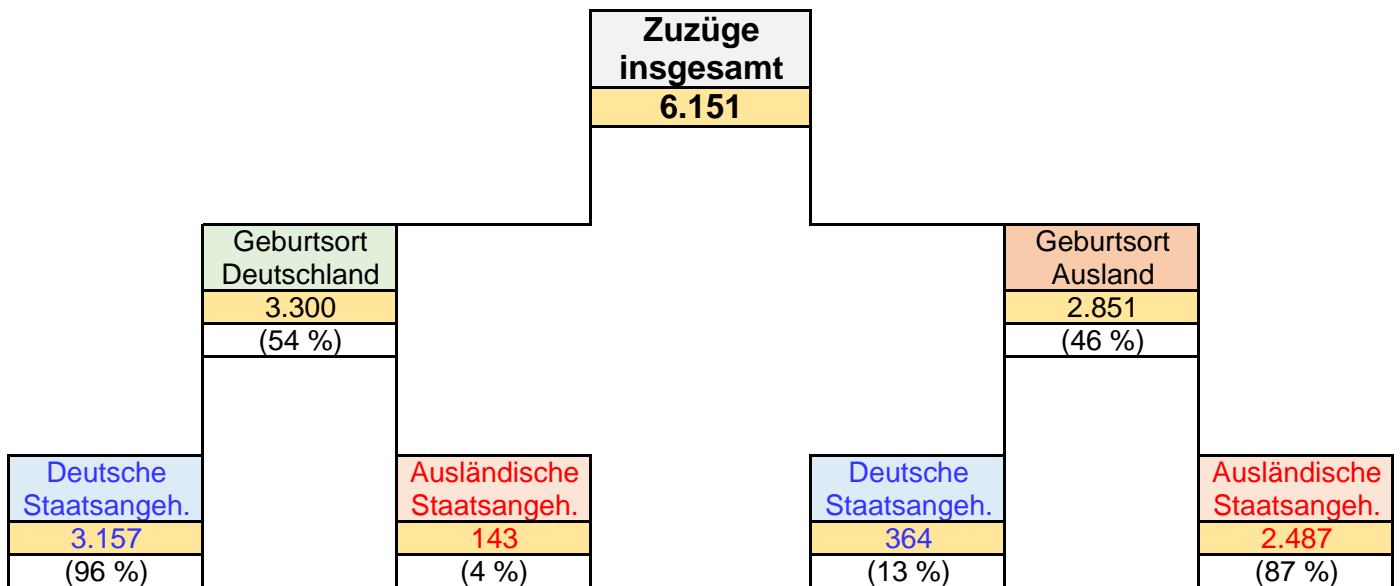 Zuzüge
insgesamt
6.151
Geburtsort
Deutschland
3.300
(54 %)
Geburtsort
Ausland
2.851
(46 %)
Deutsche
Staatsangeh.
3.157
(96 %)
Ausländische
Staatsangeh.
143
(4 %)
Deutsche
Staatsangeh.
364
(13 %)
Ausländische
Staatsangeh.
2.487
(87 %)